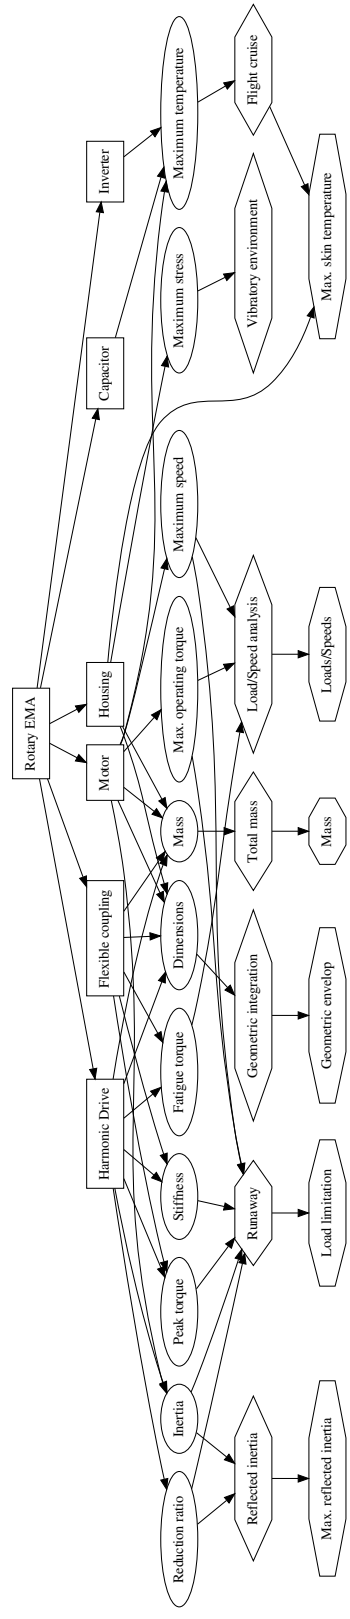 Rotary EMA
Harmonic Drive
Flexible coupling
Motor
Housing
Capacitor
Inverter
Reduction ratio
Inertia
Peak torque
Stiffness
Fatigue torque
Dimensions
Mass
Max. operating torque
Maximum speed
Maximum stress
Maximum temperature
Reflected inertia
Runaway
Geometric integration
Total mass
Load/Speed analysis
Vibratory environment
Flight cruise
Max. reflected inertia
Load limitation
Geometric envelop
Mass
Loads/Speeds
Max. skin temperature